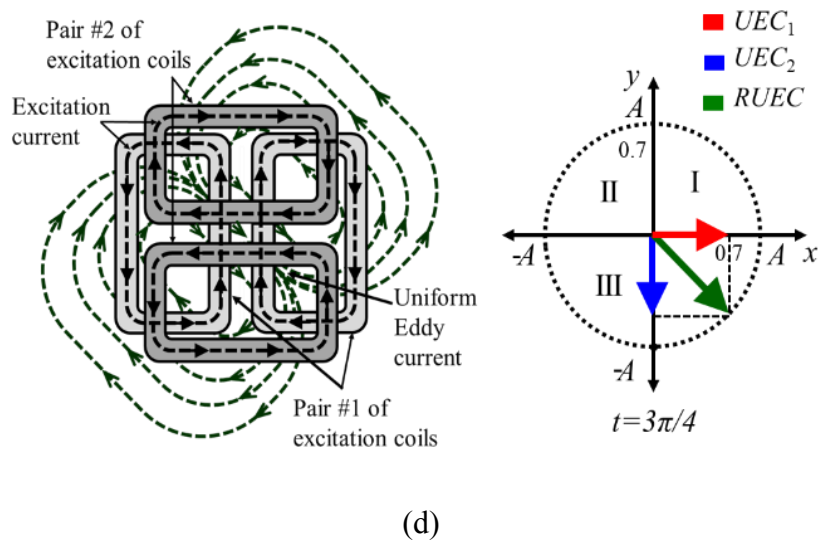 Pair #2 of
excitation coils
Excitation
current
Uniform
Eddy
current
Pair #1 of
excitation coils
UEC₁
UEC₂
RUEC
y
A
0.7
II
I
-A
0.7
A
x
III
-A
t=3π/4
(d)